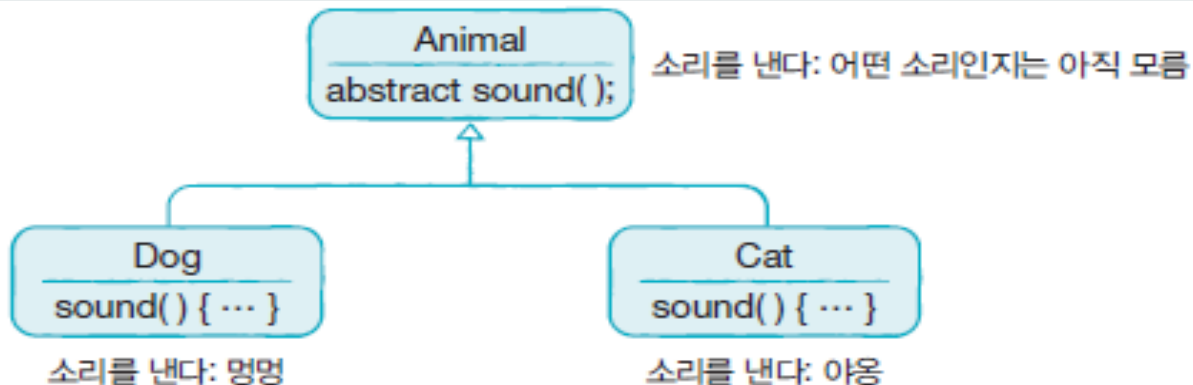 Animal
abstract sound( );
소리를 낸다: 어떤 소리인지는 아직 모름
Dog
sound( ) { ··· }
소리를 낸다: 멍멍
Cat
sound( ) { ··· }
소리를 낸다: 야옹